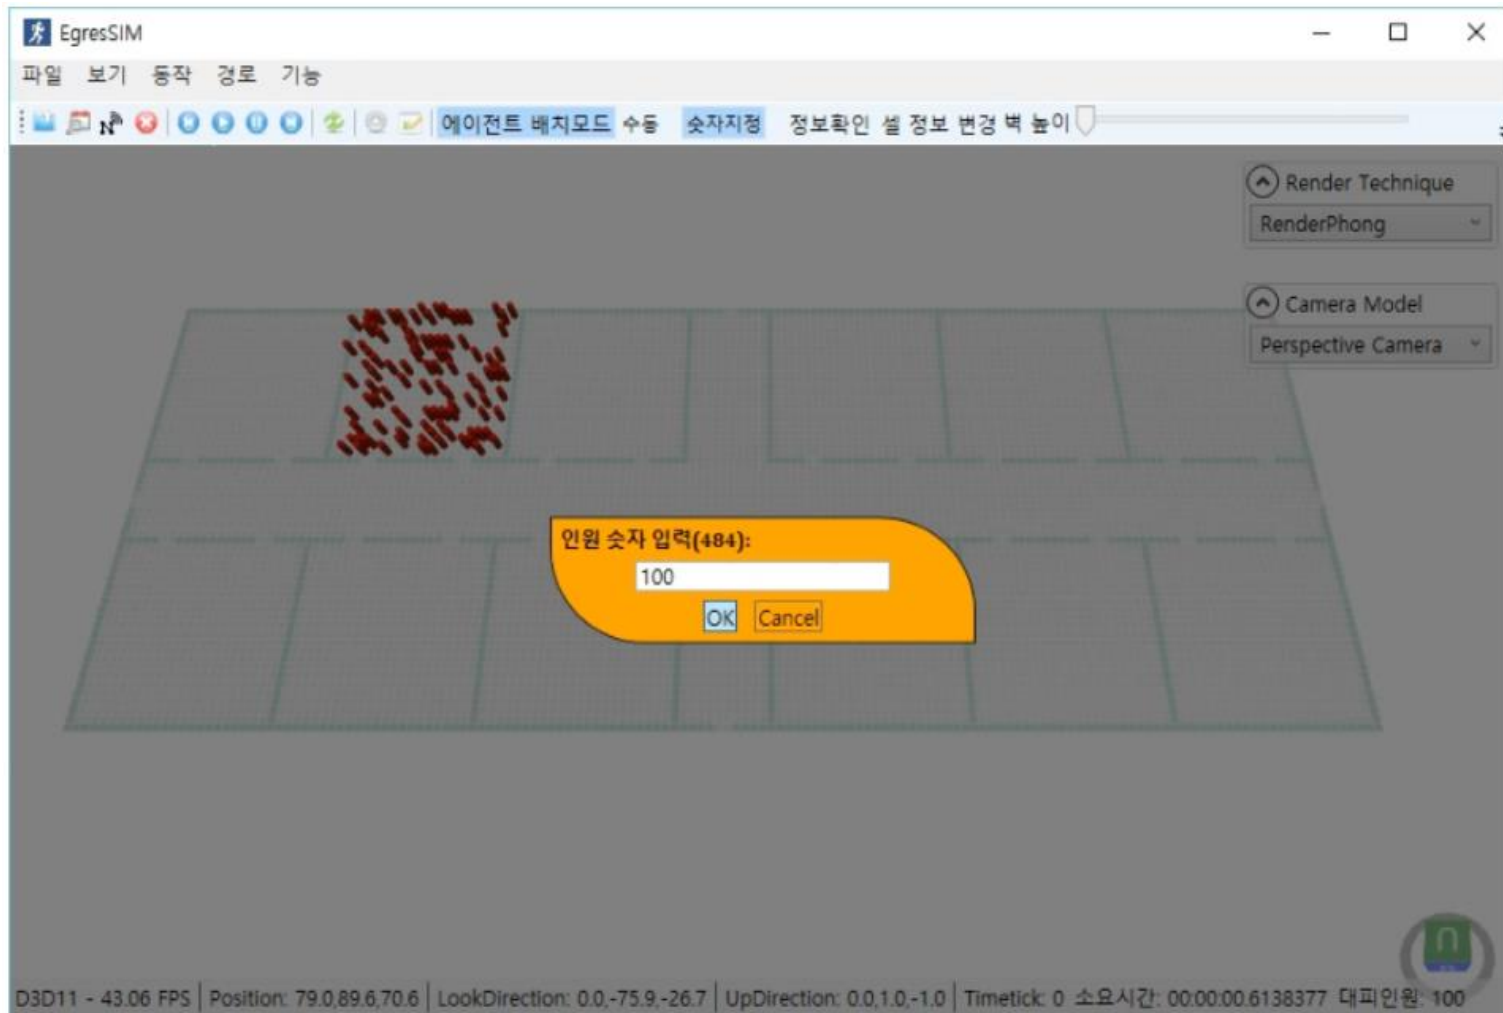 EgresSIM
파일 보기 동작 경로 기능
에이전트 배치모드 수동 숫자지정 정보확인 셀 정보 변경 벽 높이
Render Technique
RenderPhong
Camera Model
Perspective Camera
인원 숫자 입력(484):
100
OK Cancel
D3D11 - 43.06 FPS Position: 79.0,89.6,70.6 LookDirection: 0.0,-75.9,-26.7 UpDirection: 0.0,1.0,-1.0 Timetick: 0 소요시간: 00:00:00.6138377 대피인원: 100